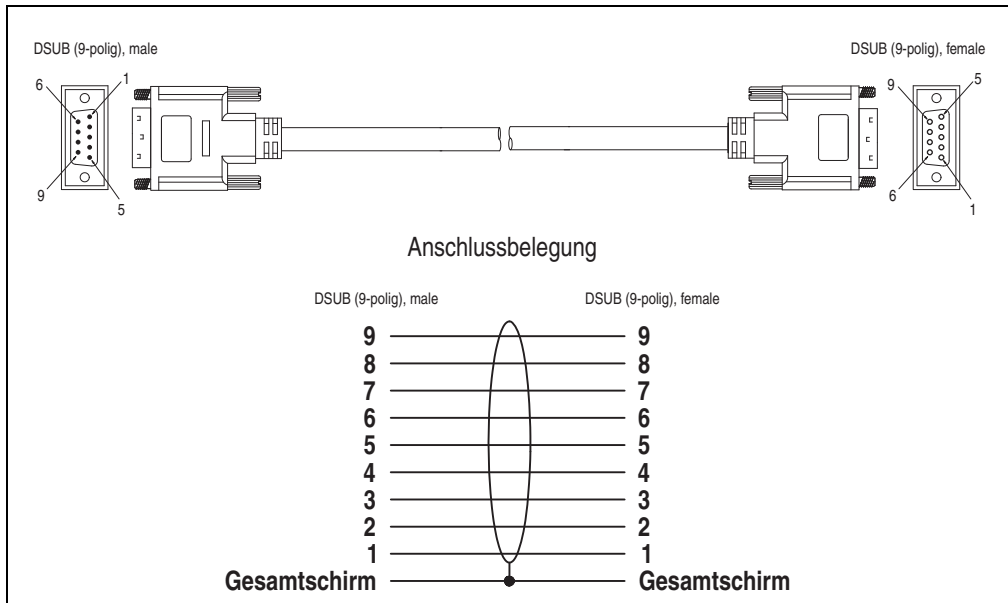 DSUB (9-polig), male DSUB (9-polig), female
6 1 9 5
9 5 6 1
Anschlussbelegung
DSUB (9-polig), male DSUB (9-polig), female
9 9
8 8
7 7
6 6
5 5
4 4
3 3
2 2
1 1
Gesamtschirm Gesamtschirm